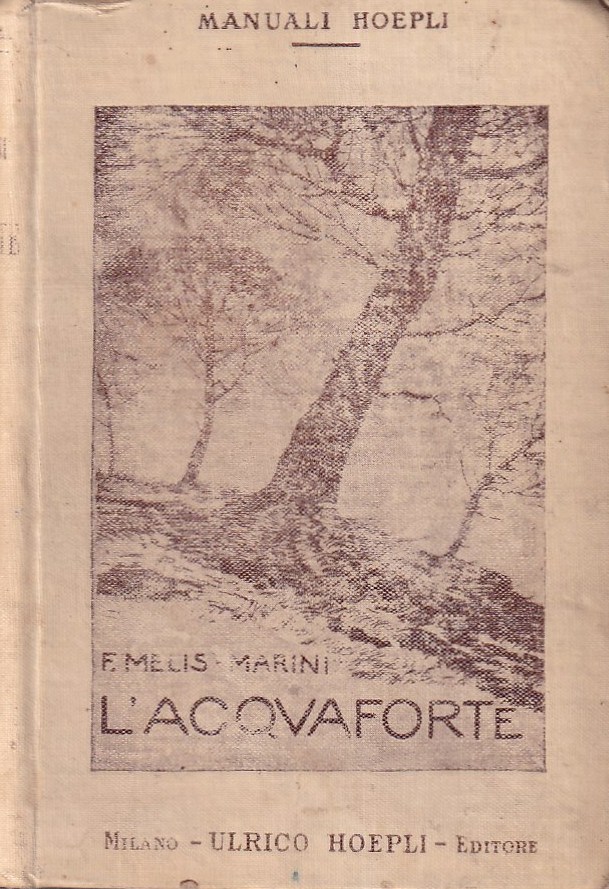 MANUALI HOEPLI
F. MELIS-MARINI
L'ACQVAFORTE
MILANO - ULRICO HOEPLI - EDITORE